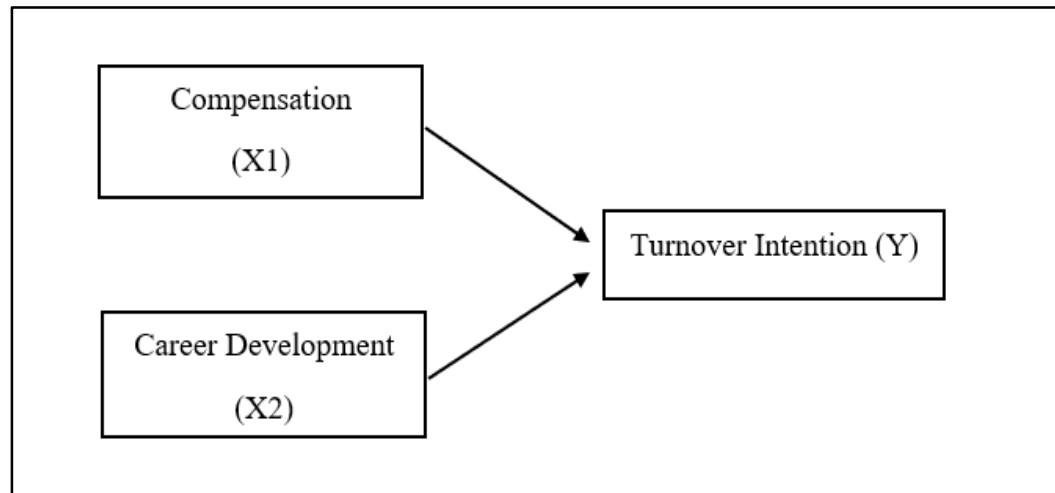 Compensation
(X1)
Turnover Intention (Y)
Career Development
(X2)